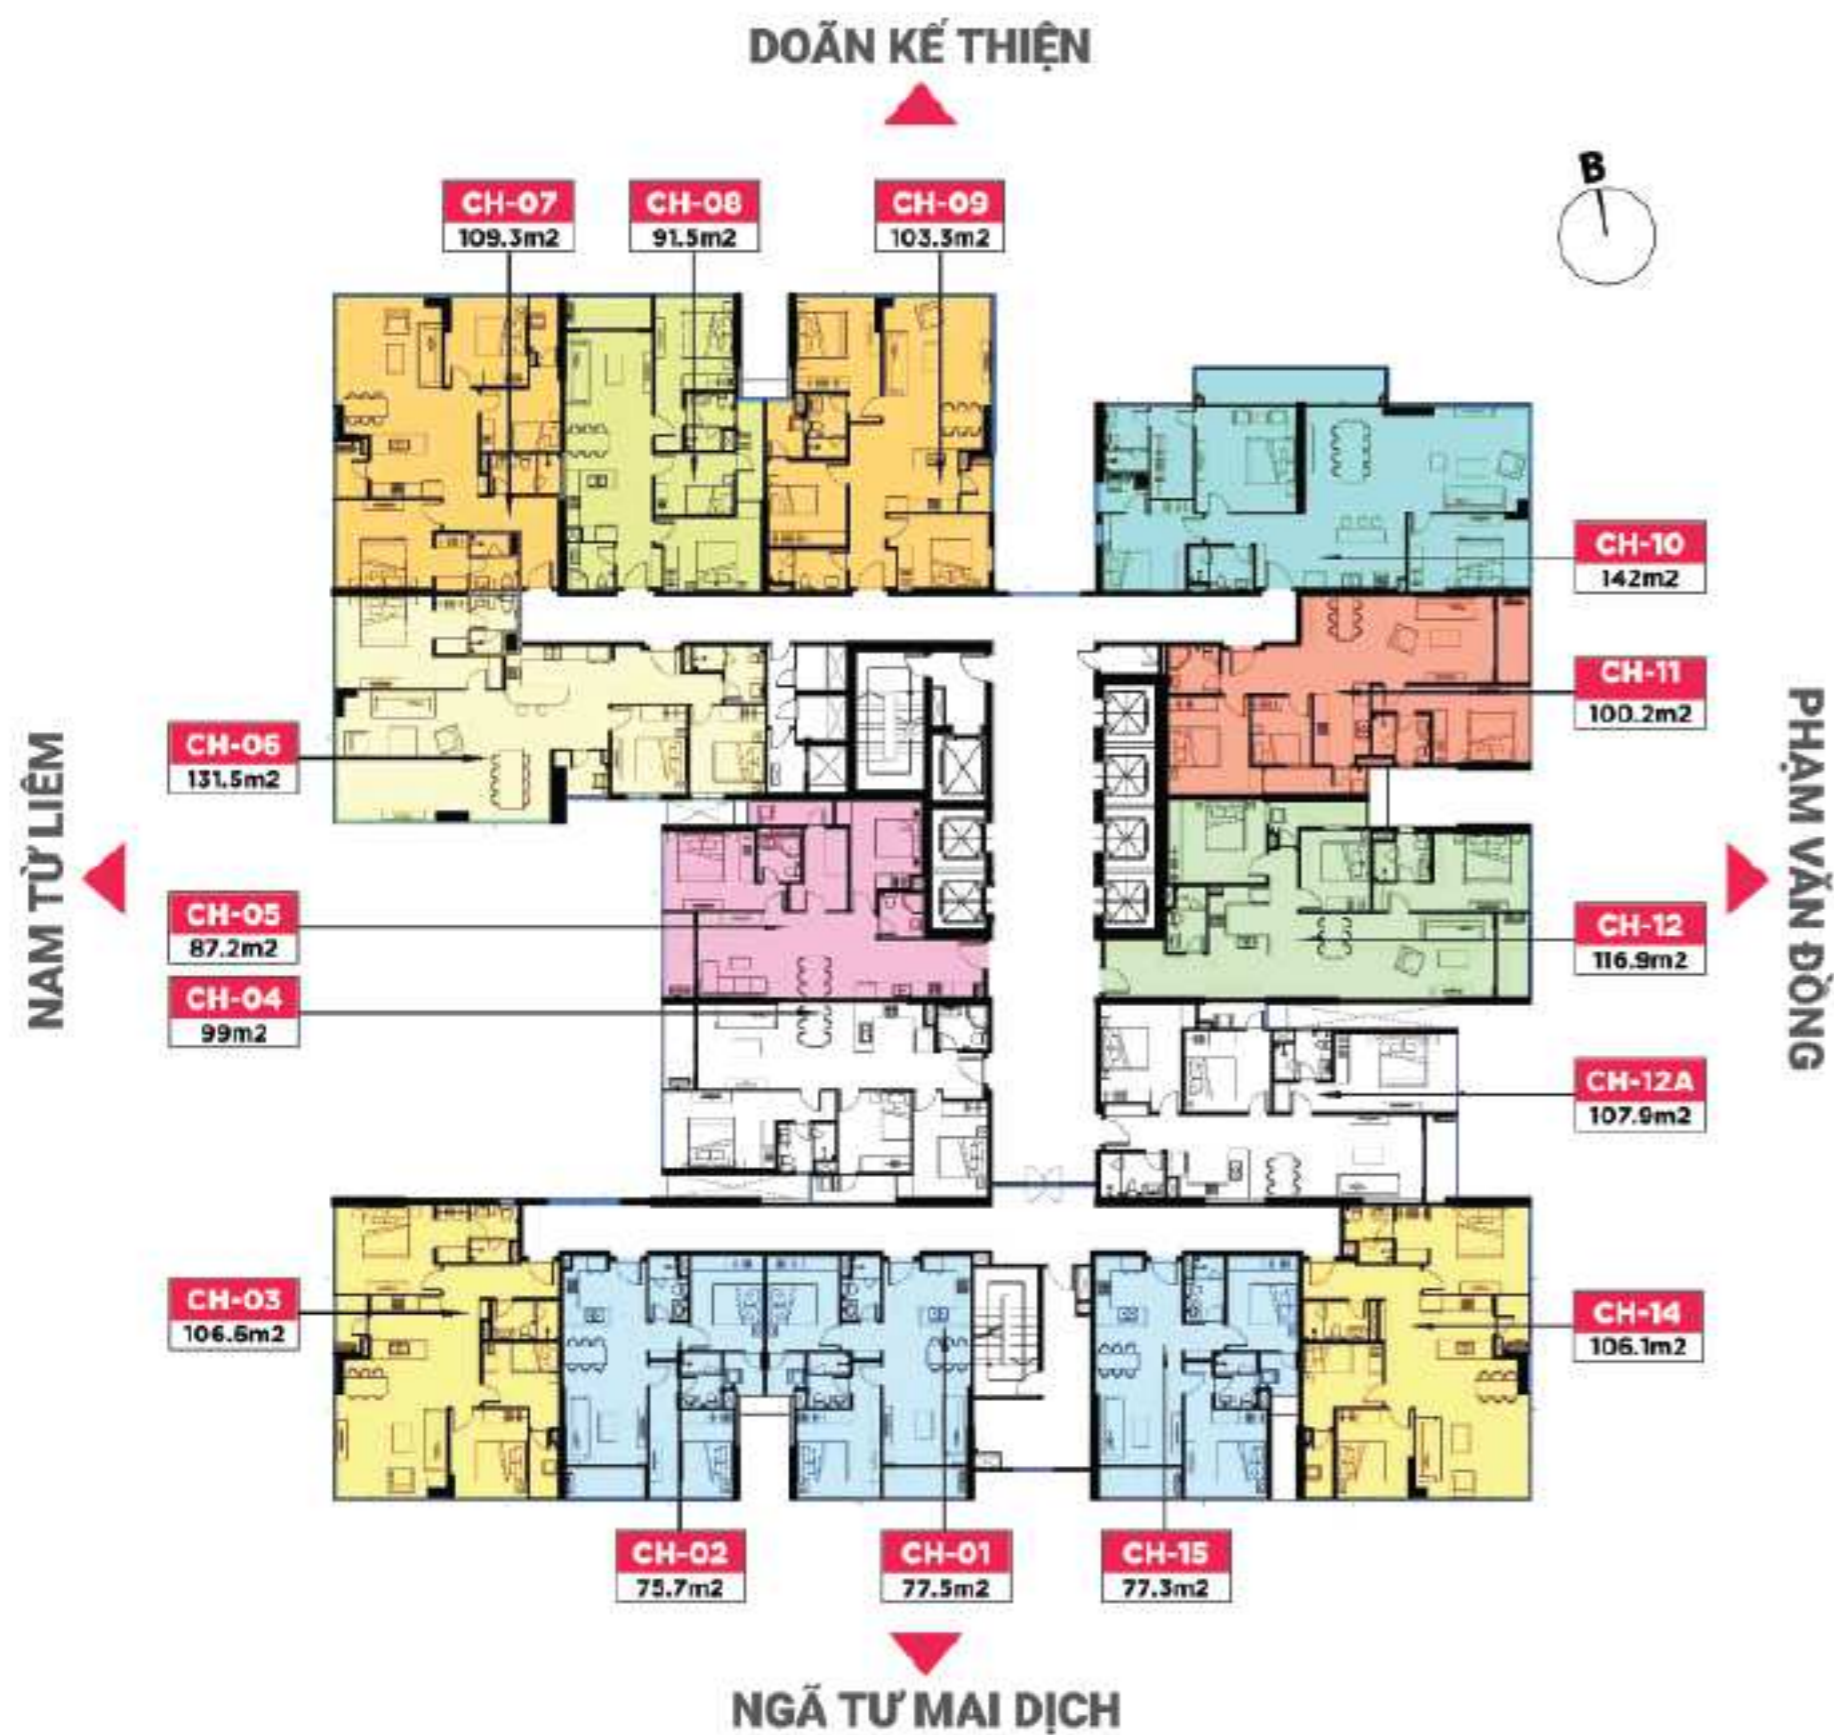 DOÃN KẾ THIỆN
B
CH-07
109.3m2
CH-08
91.5m2
CH-09
103.3m2
CH-10
142m2
CH-11
100.2m2
CH-06
131.5m2
NAM TỪ LIÊM
PHẠM VĂN ĐỒNG
CH-05
87.2m2
CH-12
116.9m2
CH-04
99m2
CH-12A
107.9m2
CH-03
106.6m2
CH-14
106.1m2
CH-02
75.7m2
CH-01
77.5m2
CH-15
77.3m2
NGÃ TƯ MAI DỊCH